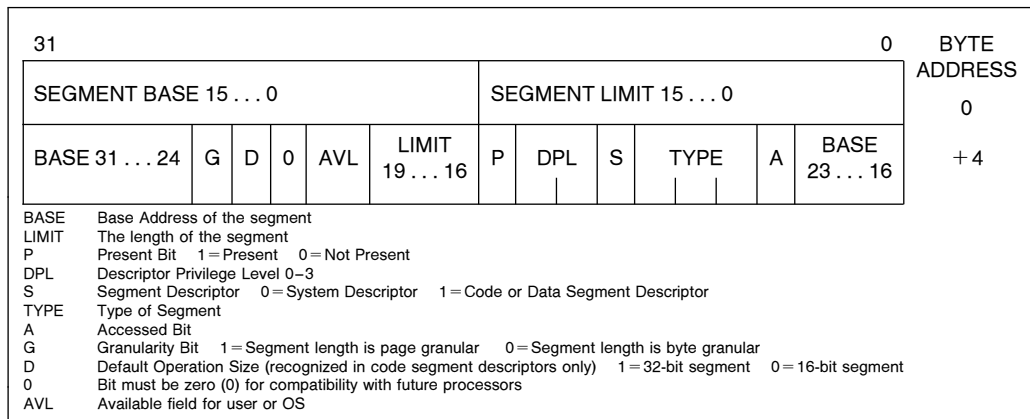 31 0 BYTE ADDRESS
SEGMENT BASE 15 . . . 0 SEGMENT LIMIT 15 . . . 0 0
BASE 31 . . . 24 G D 0 AVL LIMIT 19 . . . 16 P DPL S TYPE A BASE 23 . . . 16 +4
BASE Base Address of the segment
LIMIT The length of the segment
P Present Bit 1=Present 0=Not Present
DPL Descriptor Privilege Level 0–3
S Segment Descriptor 0=System Descriptor 1=Code or Data Segment Descriptor
TYPE Type of Segment
A Accessed Bit
G Granularity Bit 1=Segment length is page granular 0=Segment length is byte granular
D Default Operation Size (recognized in code segment descriptors only) 1=32-bit segment 0=16-bit segment
0 Bit must be zero (0) for compatibility with future processors
AVL Available field for user or OS